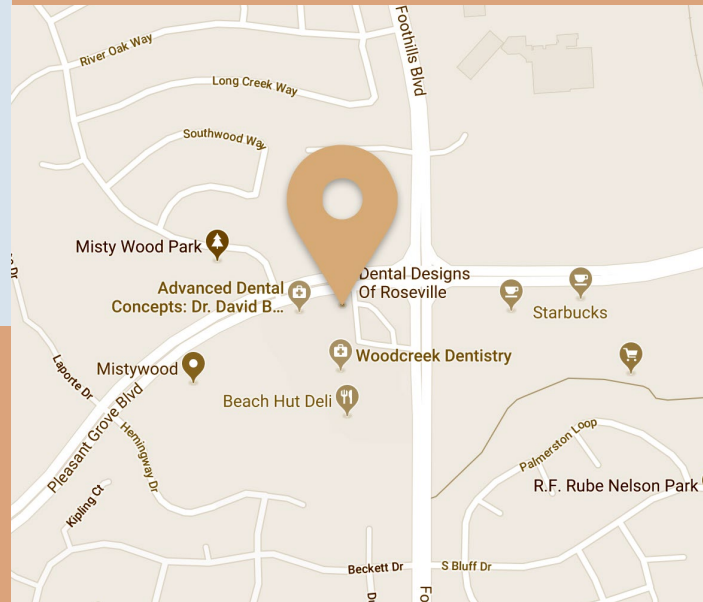 Foothills Blvd
River Oak Way
Long Creek Way
Southwood Way
Misty Wood Park
Dental Designs
Of Roseville
Advanced Dental
Concepts: Dr. David B...
Starbucks
Woodcreek Dentistry
Mistywood
Laporte Dr
Beach Hut Deli
Pleasant Grove Blvd
Hemingway Dr
Palmerston Loop
R.F. Rube Nelson Park
Kipling Ct
Beckett Dr
S Bluff Dr
Fo